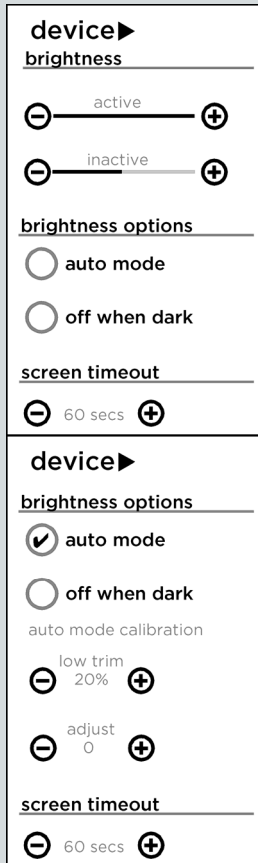 device▶
brightness
active
inactive
brightness options
auto mode
off when dark
screen timeout
60 secs
device▶
brightness options
auto mode
off when dark
auto mode calibration
low trim
20%
adjust
0
screen timeout
60 secs